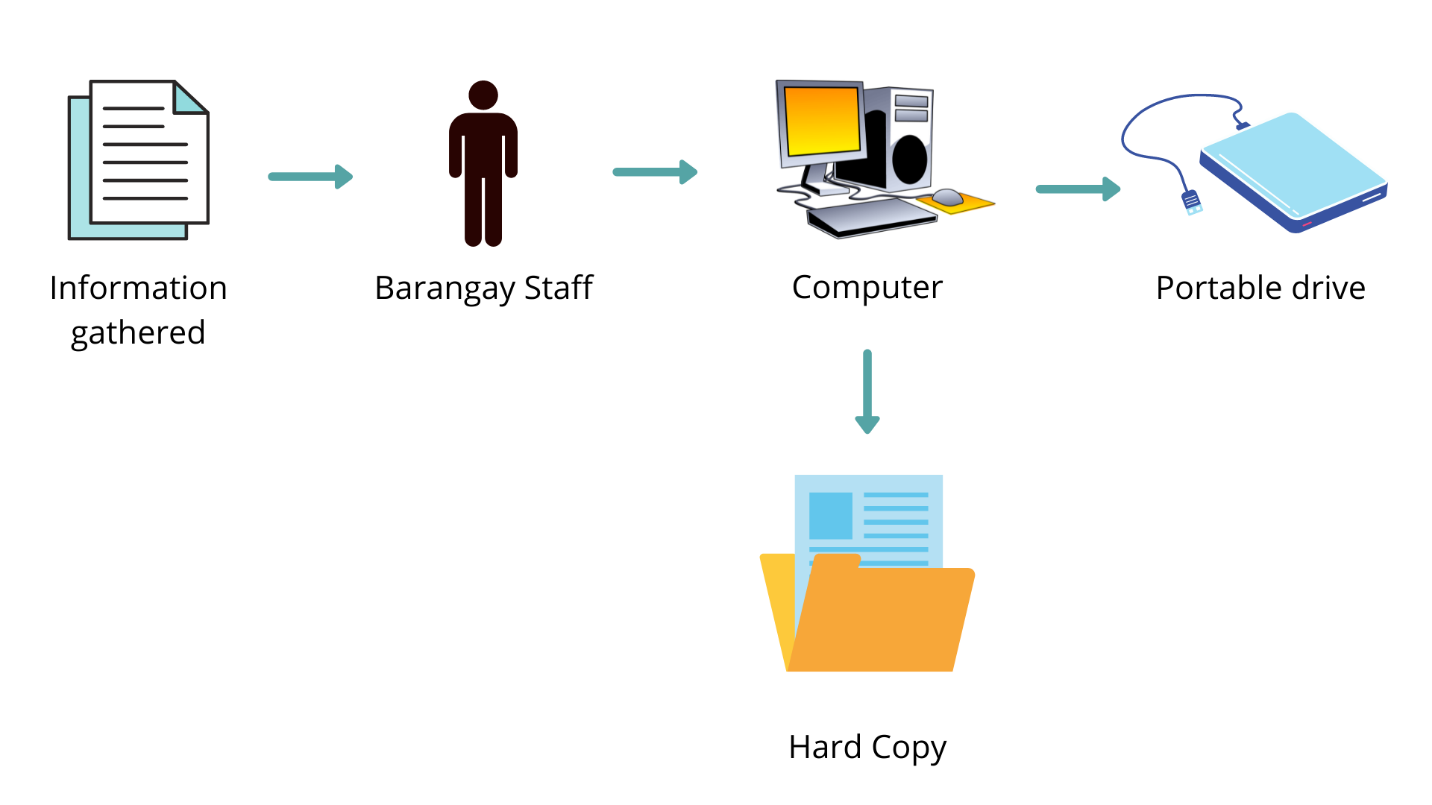 Information
gathered
Barangay Staff
Computer
Portable drive
Hard Copy